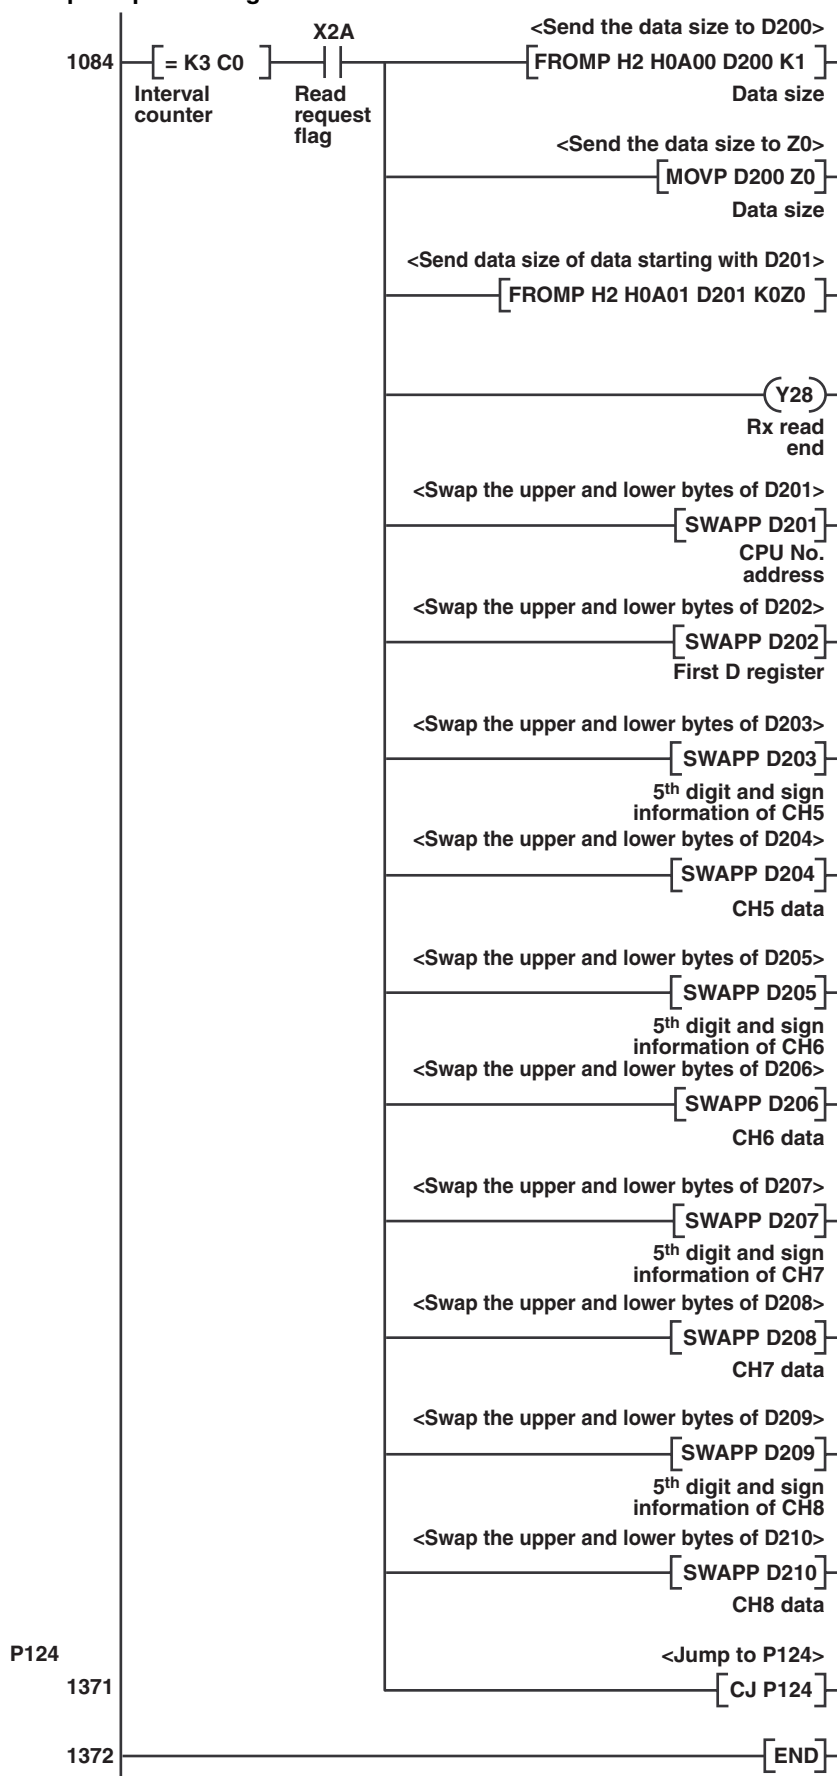 X2A
<Send the data size to D200>
1084 = K3 C0 FROMP H2 H0A00 D200 K1
Interval counter
Read request flag
Data size
<Send the data size to Z0>
MOVP D200 Z0
Data size
<Send data size of data starting with D201>
FROMP H2 H0A01 D201 K0Z0
Y28
Rx read
end
<Swap the upper and lower bytes of D201>
SWAPP D201
CPU No.
address
<Swap the upper and lower bytes of D202>
SWAPP D202
First D register
<Swap the upper and lower bytes of D203>
SWAPP D203
5th digit and sign
information of CH5
<Swap the upper and lower bytes of D204>
SWAPP D204
CH5 data
<Swap the upper and lower bytes of D205>
SWAPP D205
5th digit and sign
information of CH6
<Swap the upper and lower bytes of D206>
SWAPP D206
CH6 data
<Swap the upper and lower bytes of D207>
SWAPP D207
5th digit and sign
information of CH7
<Swap the upper and lower bytes of D208>
SWAPP D208
CH7 data
<Swap the upper and lower bytes of D209>
SWAPP D209
5th digit and sign
information of CH8
<Swap the upper and lower bytes of D210>
SWAPP D210
CH8 data
P124
<Jump to P124>
1371 CJ P124
1372 END